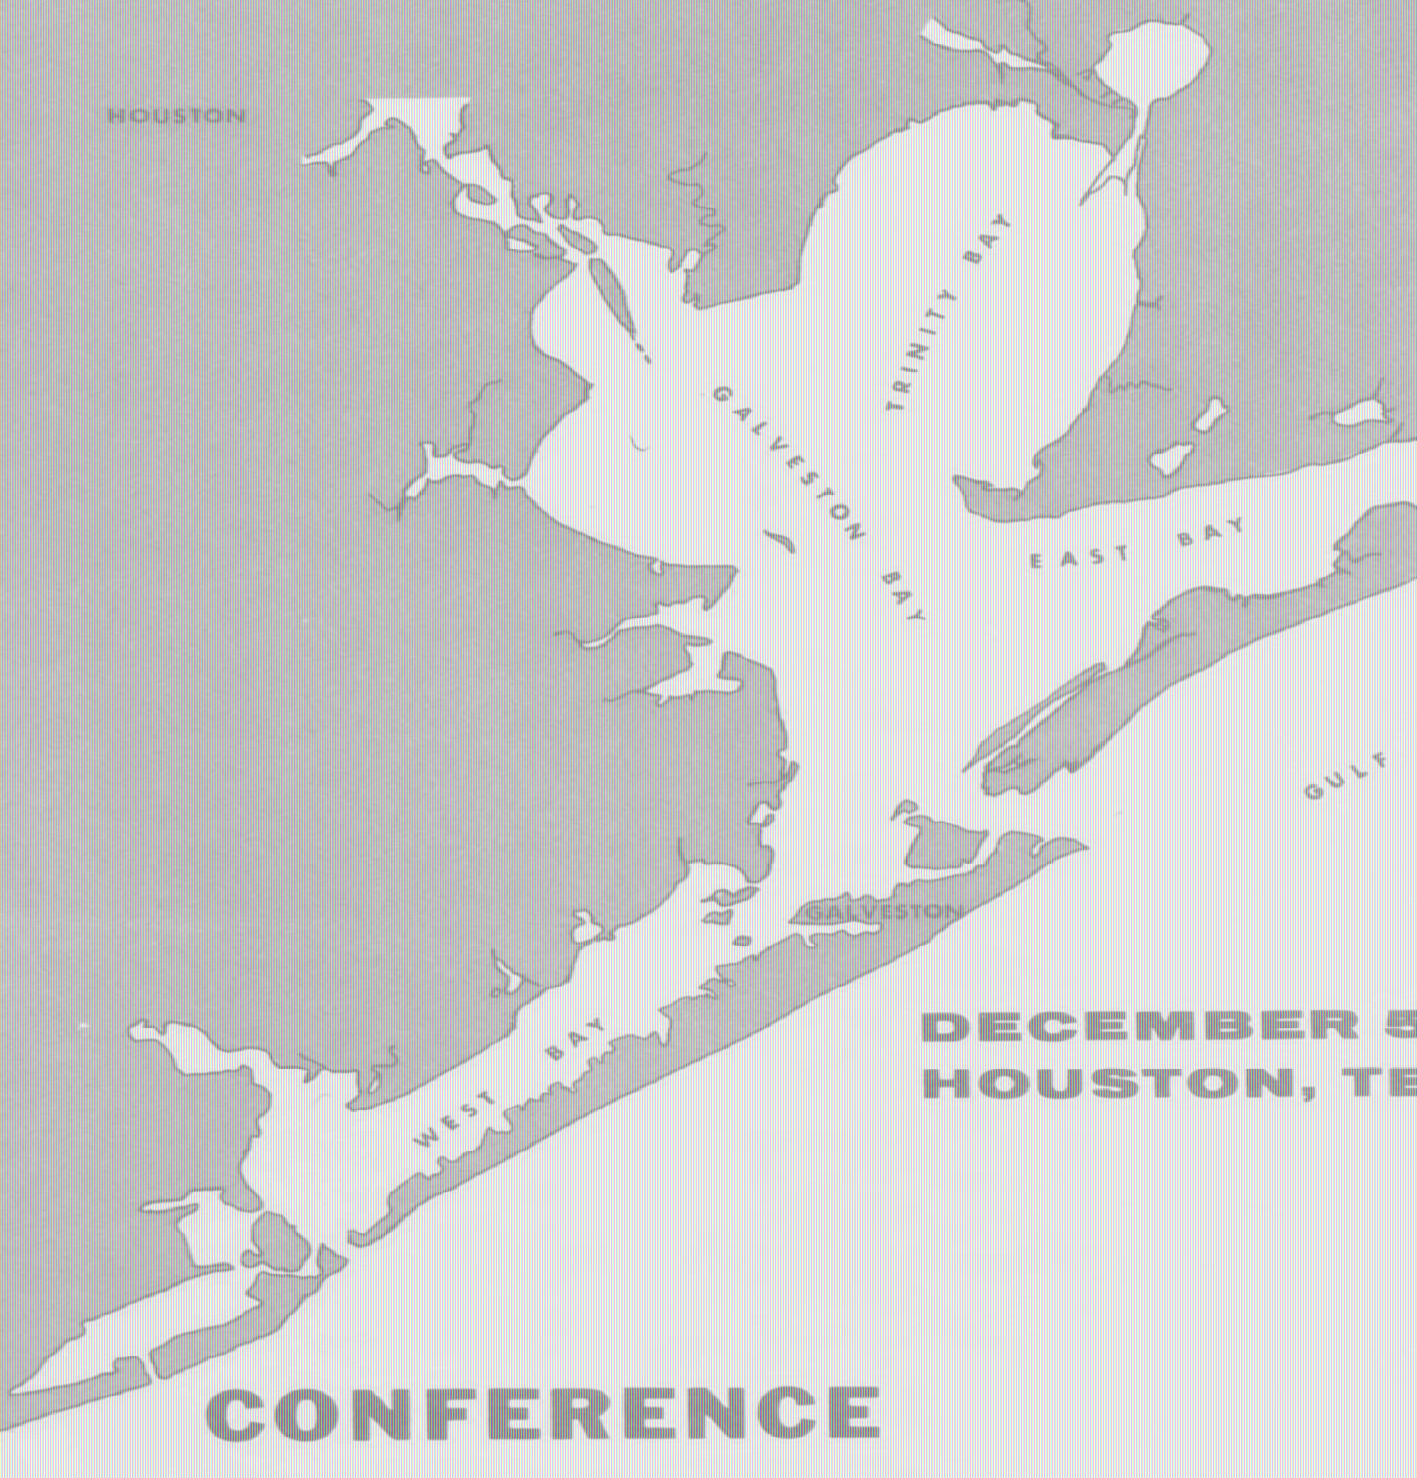 HOUSTON
TRINITY BAY
GALVESTON BAY
EAST BAY
GULF
GALVESTON
DECEMBER 5
HOUSTON, TE
WEST BAY
CONFERENCE